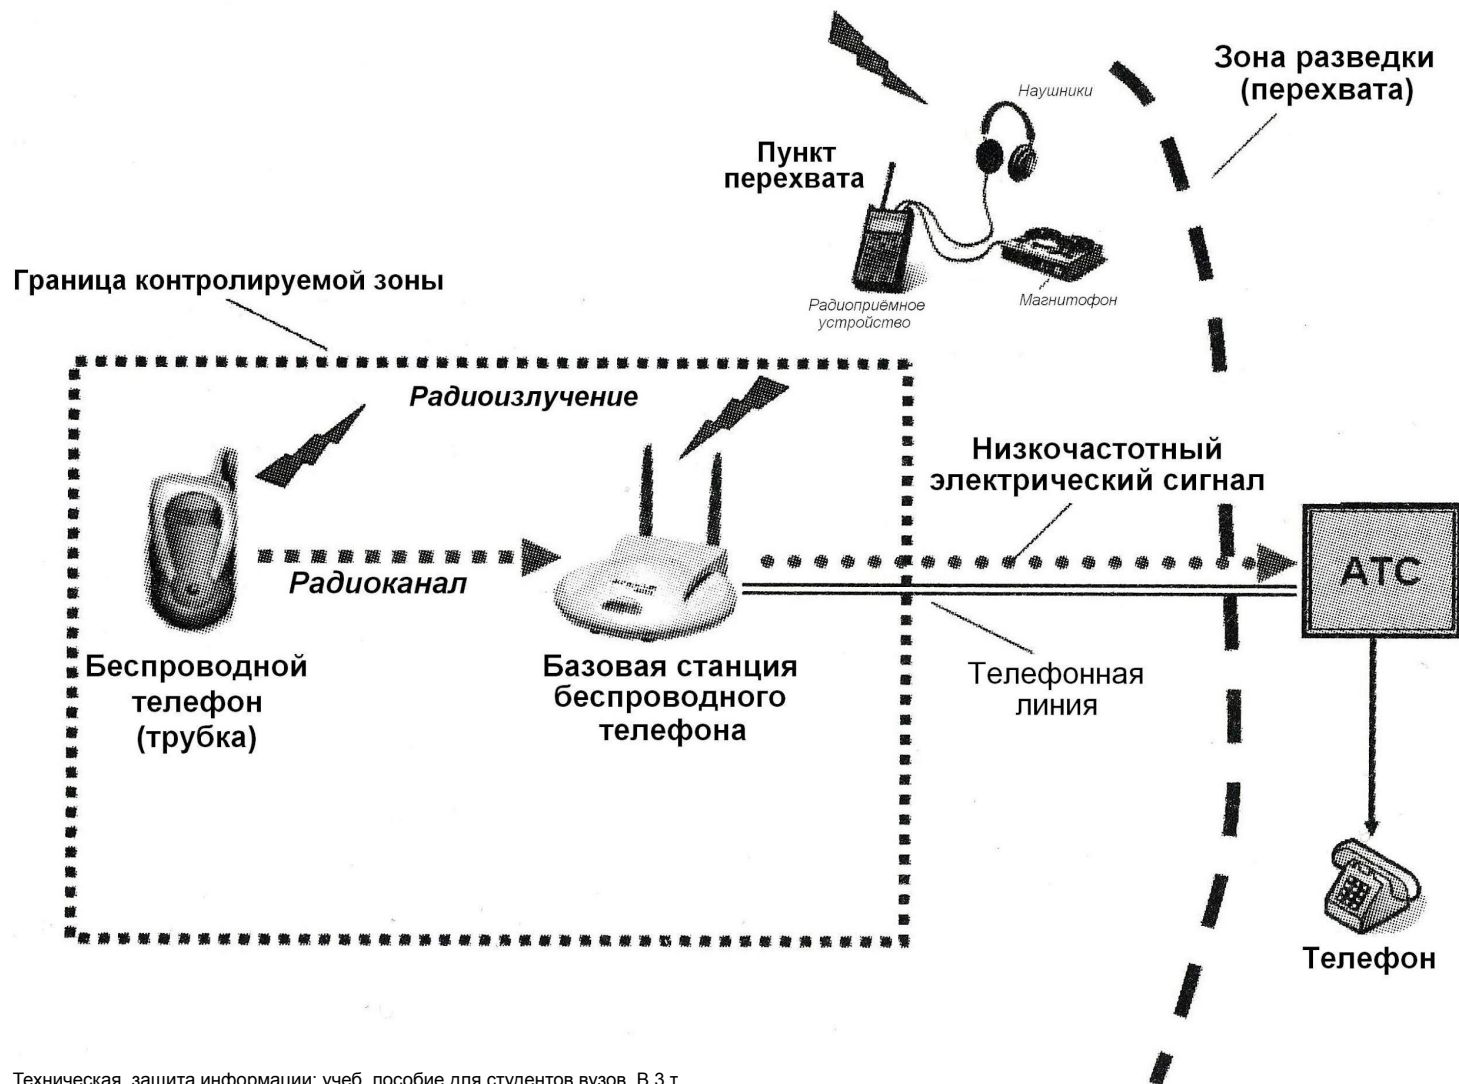 Зона разведки
(перехвата)
Наушники
Пункт
перехвата
Радиоприёмное
устройство
Магнитофон
Граница контролируемой зоны
Радиоизлучение
Низкочастотный
электрический сигнал
АТС
Радиоканал
Беспроводной
телефон
(трубка)
Базовая станция
беспроводного
телефона
Телефонная
линия
Телефон
Техническая защита информации: учеб. пособие для студентов вузов. В 3 т.